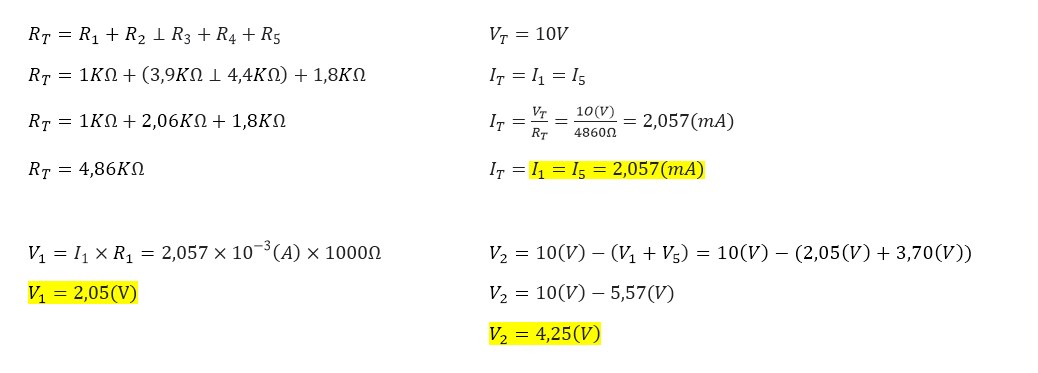 R_T = R_1 + R_2 ⊥ R_3 + R_4 + R_5
R_T = 1KΩ + (3,9KΩ ⊥ 4,4KΩ) + 1,8KΩ
R_T = 1KΩ + 2,06KΩ + 1,8KΩ
R_T = 4,86KΩ
V_T = 10V
I_T = I_1 = I_5
I_T = V_T/R_T = 10(V)/4860Ω = 2,057(mA)
I_T = I_1 = I_5 = 2,057(mA)
V_1 = I_1 × R_1 = 2,057 × 10^−3(A) × 1000Ω
V_1 = 2,05(V)
V_2 = 10(V) − (V_1 + V_5) = 10(V) − (2,05(V) + 3,70(V))
V_2 = 10(V) − 5,57(V)
V_2 = 4,25(V)